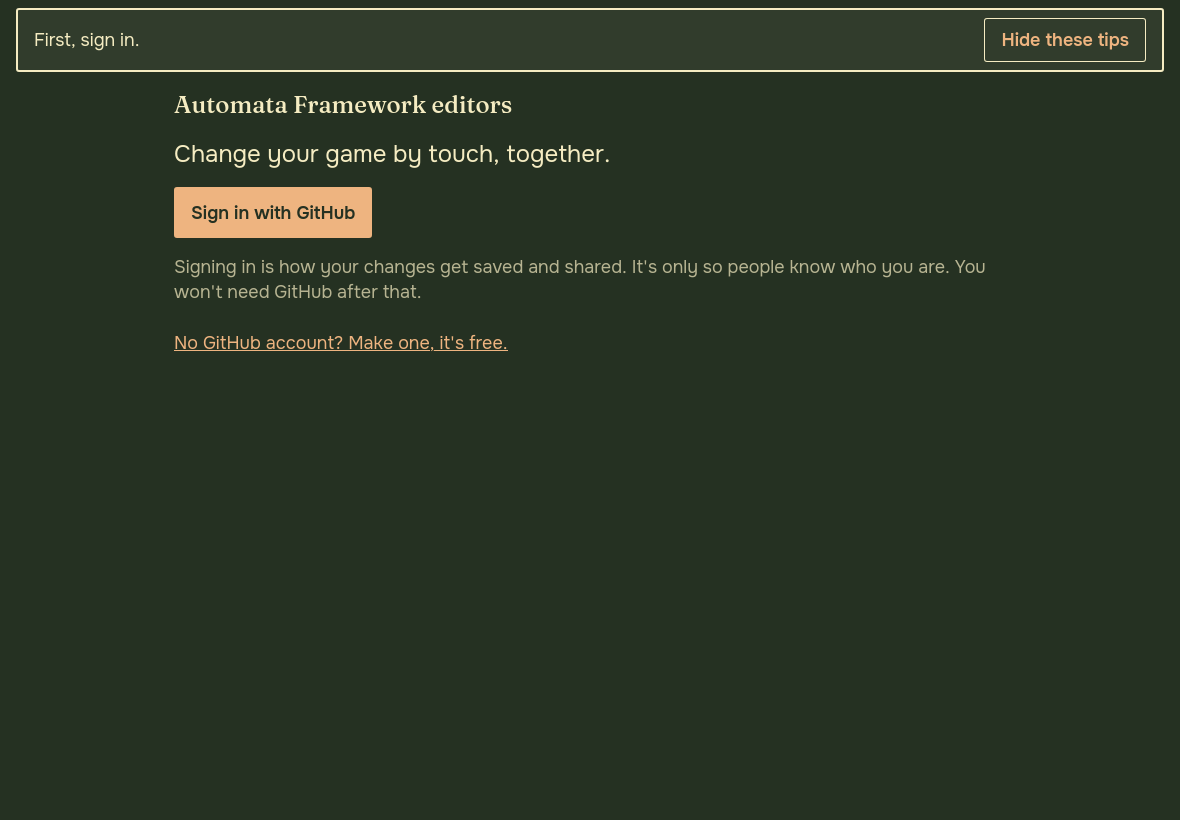 First, sign in.
Hide these tips
Automata Framework editors
Change your game by touch, together.
Sign in with GitHub
Signing in is how your changes get saved and shared. It's only so people know who you are. You
won't need GitHub after that.
No GitHub account? Make one, it's free.